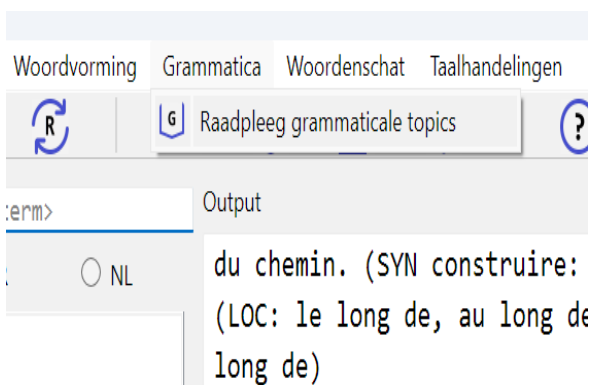 Woordvorming Grammatica Woordenschat Taalhandelingen
R
G Raadpleeg grammaticale topics
?
term>
Output
NL
du chemin. (SYN construire:
(LOC: le long de, au long de
long de)